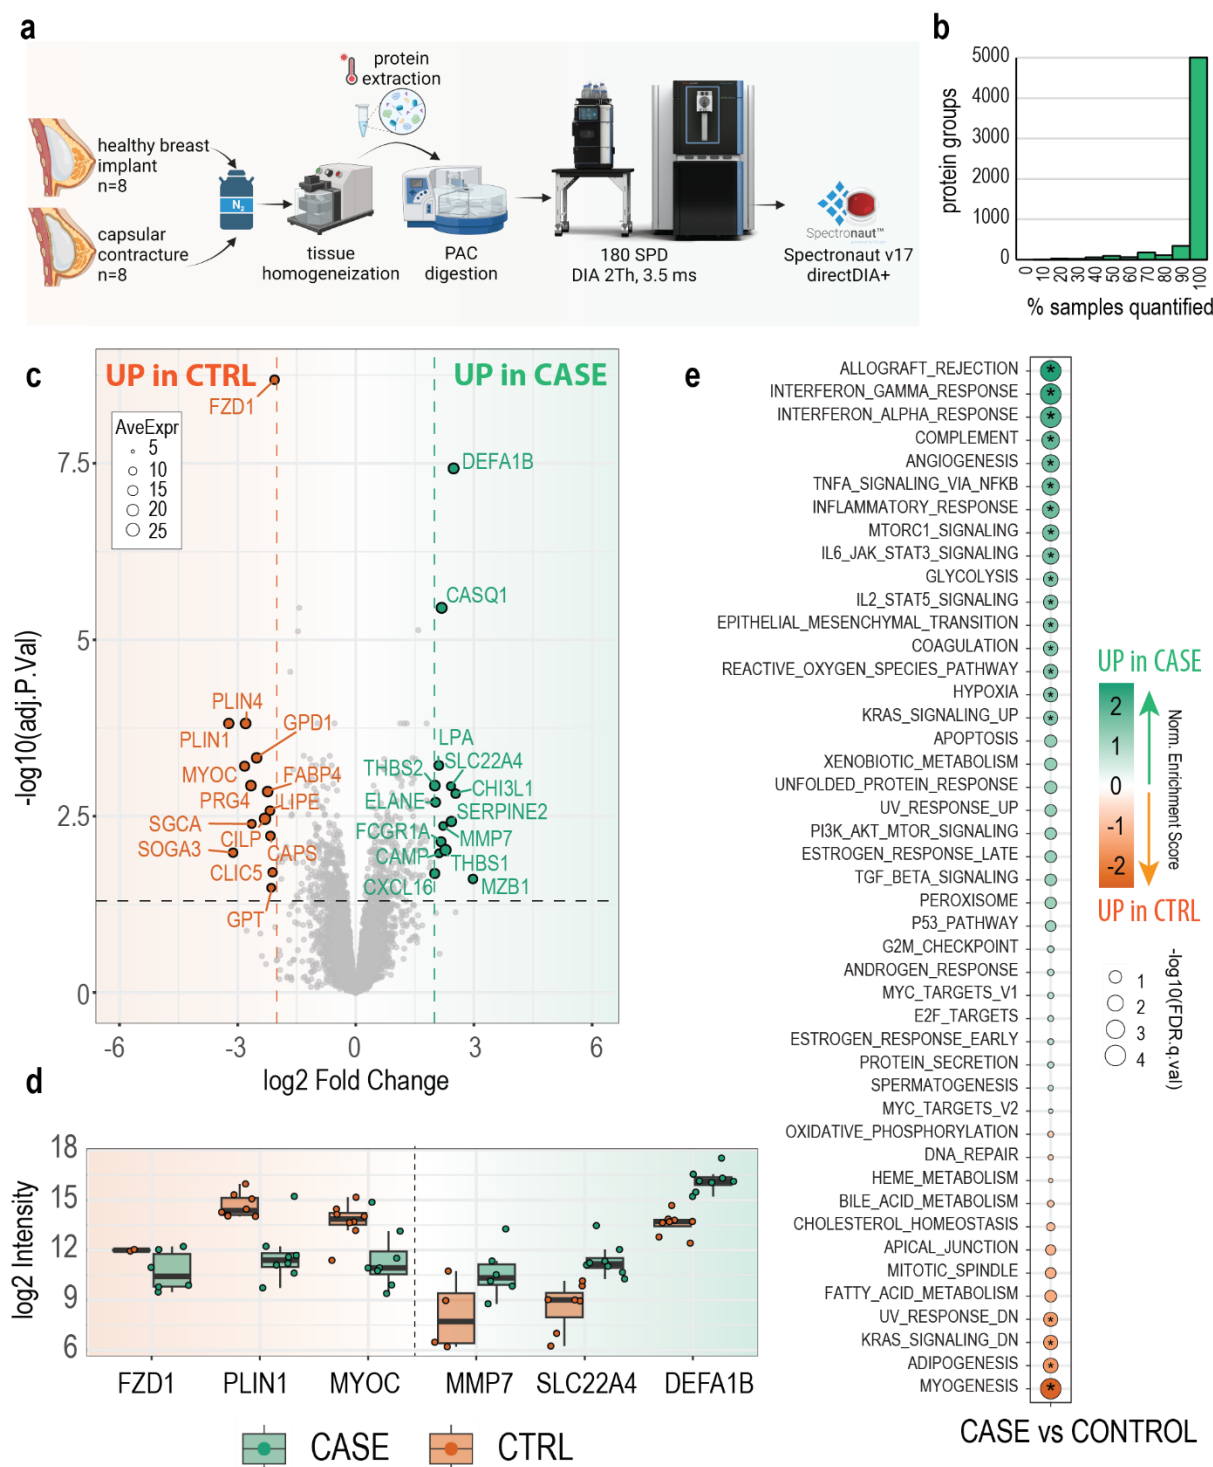 a
healthy breast
implant
n=8
capsular
contracture
n=8
N2
protein
extraction
tissue
homogeneization
PAC
digestion
180 SPD
DIA 2Th, 3.5 ms
Spectronaut™
Spectronaut v17
directDIA+
b
protein groups
5000
4000
3000
2000
1000
0
0
10
20
30
40
50
60
70
80
90
100
% samples quantified
c
UP in CTRL
UP in CASE
AveExpr
5
10
15
20
25
FZD1
DEFA1B
CASQ1
PLIN4
PLIN1
GPD1
MYOC
FABP4
PRG4
LIPE
SGCA
CILP
SOGA3
CAPS
CLIC5
GPT
LPA
THBS2
SLC22A4
CHI3L1
ELANE
SERPINE2
FCGR1A
MMP7
CAMP
THBS1
CXCL16
MZB1
-log10(adj.P.Val)
7.5
5
2.5
0
-6
-3
0
3
6
log2 Fold Change
d
log2 Intensity
18
15
12
9
6
FZD1
PLIN1
MYOC
MMP7
SLC22A4
DEFA1B
CASE
CTRL
e
ALLOGRAFT_REJECTION
INTERFERON_GAMMA_RESPONSE
INTERFERON_ALPHA_RESPONSE
COMPLEMENT
ANGIOGENESIS
TNFA_SIGNALING_VIA_NFKB
INFLAMMATORY_RESPONSE
MTORC1_SIGNALING
IL6_JAK_STAT3_SIGNALING
GLYCOLYSIS
IL2_STAT5_SIGNALING
EPITHELIAL_MESENCHYMAL_TRANSITION
COAGULATION
REACTIVE_OXYGEN_SPECIES_PATHWAY
HYPOXIA
KRAS_SIGNALING_UP
APOPTOSIS
XENOBIOTIC_METABOLISM
UNFOLDED_PROTEIN_RESPONSE
UV_RESPONSE_UP
PI3K_AKT_MTOR_SIGNALING
ESTROGEN_RESPONSE_LATE
TGF_BETA_SIGNALING
PEROXISOME
P53_PATHWAY
G2M_CHECKPOINT
ANDROGEN_RESPONSE
MYC_TARGETS_V1
E2F_TARGETS
ESTROGEN_RESPONSE_EARLY
PROTEIN_SECRETION
SPERMATOGENESIS
MYC_TARGETS_V2
OXIDATIVE_PHOSPHORYLATION
DNA_REPAIR
HEME_METABOLISM
BILE_ACID_METABOLISM
CHOLESTEROL_HOMEOSTASIS
APICAL_JUNCTION
MITOTIC_SPINDLE
FATTY_ACID_METABOLISM
UV_RESPONSE_DN
KRAS_SIGNALING_DN
ADIPOGENESIS
MYOGENESIS
CASE vs CONTROL
UP in CASE
2
1
0
-1
-2
Norm. Enrichment Score
UP in CTRL
-log10(FDR.q.val)
1
2
3
4